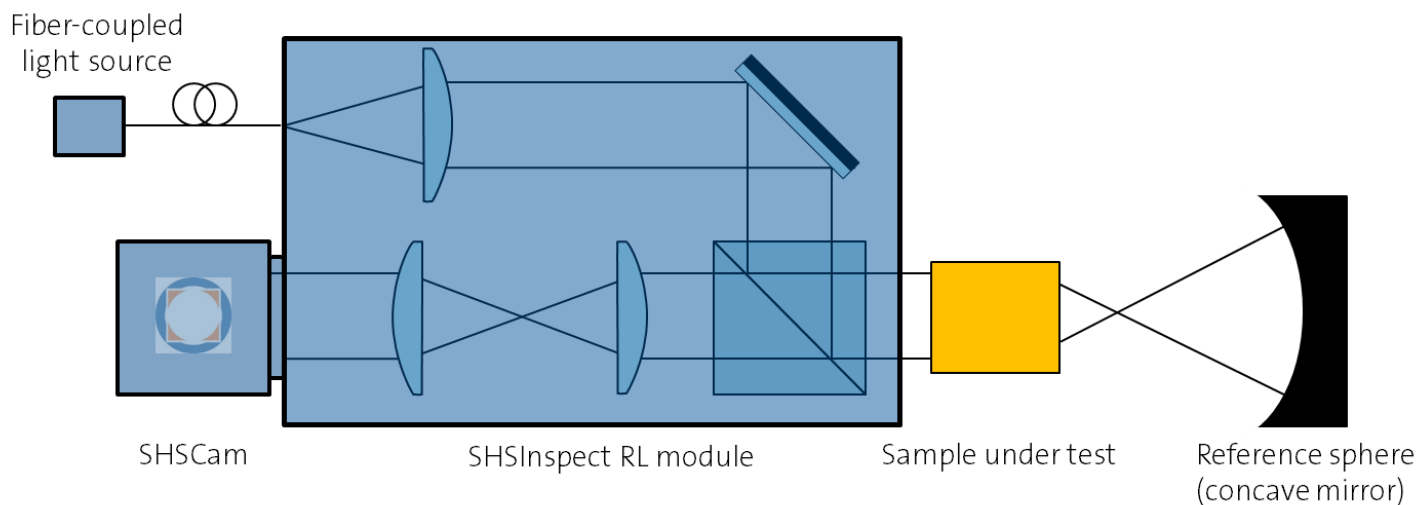 Fiber-coupled
light source
SHSCam
SHSInspect RL module
Sample under test
Reference sphere
(concave mirror)